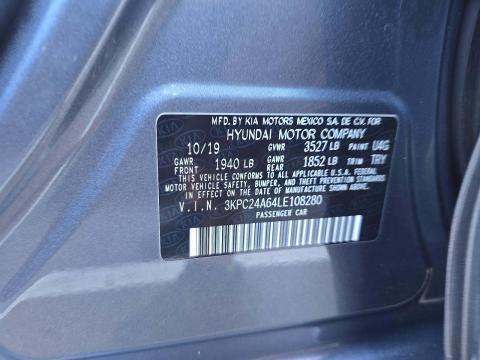 MFD. BY KIA MOTORS MEXICO S.A. DE C.V. FOR
HYUNDAI MOTOR COMPANY
10/19 GVWR 3527 LB PAINT U4G
GAWR FRONT 1940 LB GAWR REAR 1852 LB TRIM TRY
THIS VEHICLE CONFORMS TO ALL APPLICABLE U.S. FEDERAL
MOTOR VEHICLE SAFETY, BUMPER, AND THEFT PREVENTION STANDARDS
IN EFFECT ON THE DATE OF MANUFACTURE SHOWN ABOVE.
V.I.N. 3KPC24A64LE108280
PASSENGER CAR